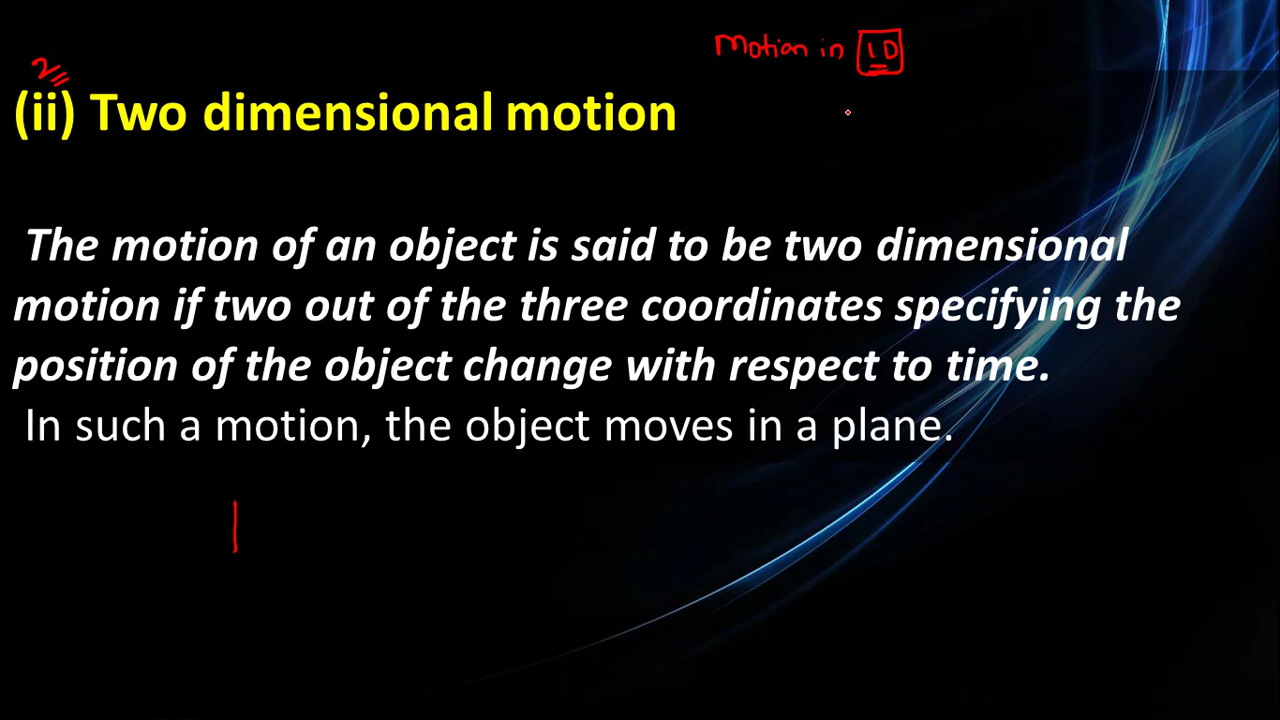 Motion in 1D
2
(ii) Two dimensional motion
The motion of an object is said to be two dimensional
motion if two out of the three coordinates specifying the
position of the object change with respect to time.
In such a motion, the object moves in a plane.